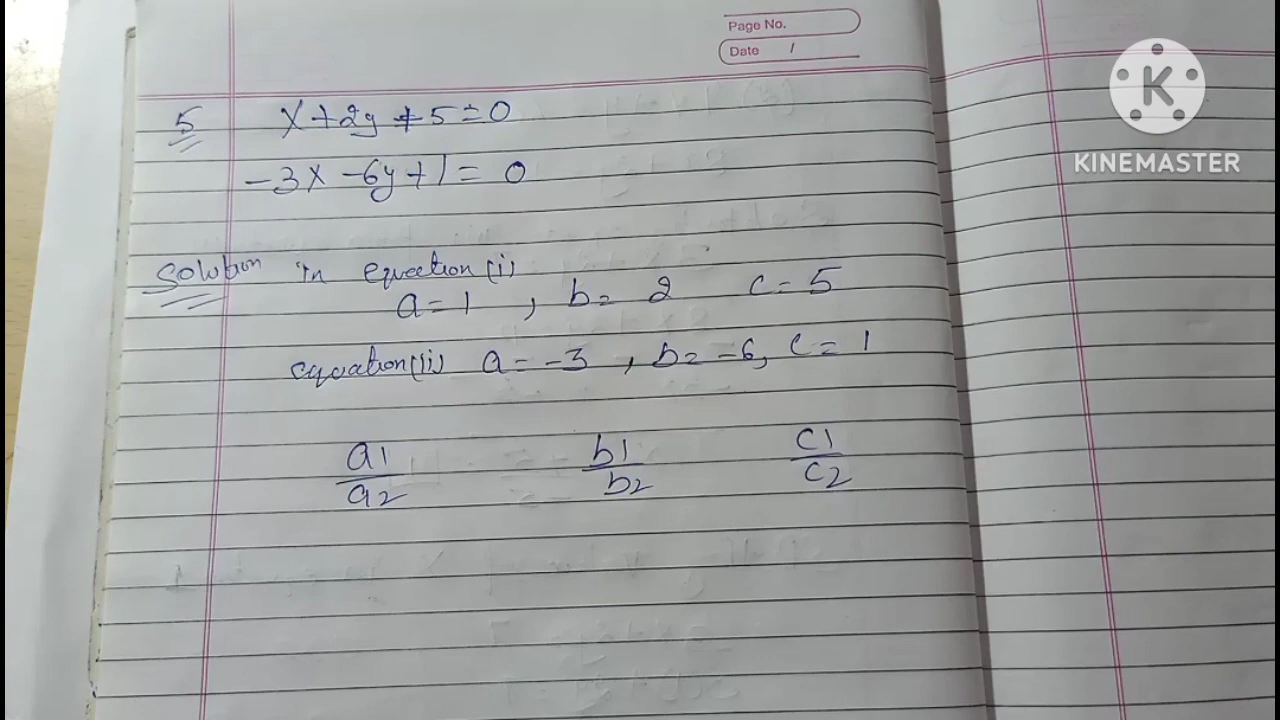 Page No.
Date /
K
KINEMASTER
5 x+2y+5=0
-3x-6y+1=0
Solution in equation(i)
a=1, b=2 c=5
equation(ii) a=-3, b=-6, c=1
a1/a2 b1/b2 c1/c2